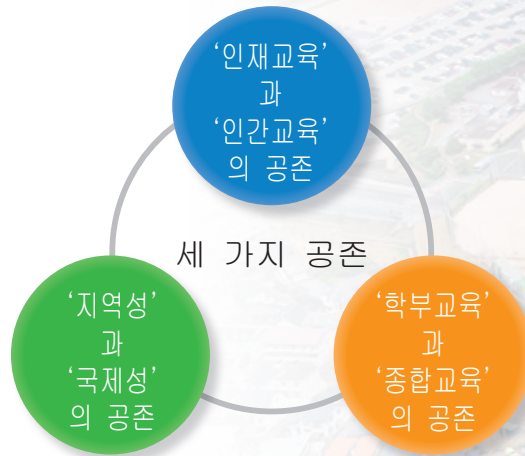 ‘인재교육’
과
‘인간교육’
의 공존
세 가지 공존
‘지역성’
과
‘국제성’
의 공존
‘학부교육’
과
‘종합교육’
의 공존